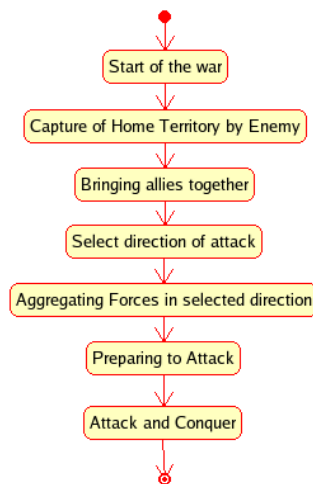 Start of the war
Capture of Home Territory by Enemy
Bringing allies together
Select direction of attack
Aggregating Forces in selected direction
Preparing to Attack
Attack and Conquer